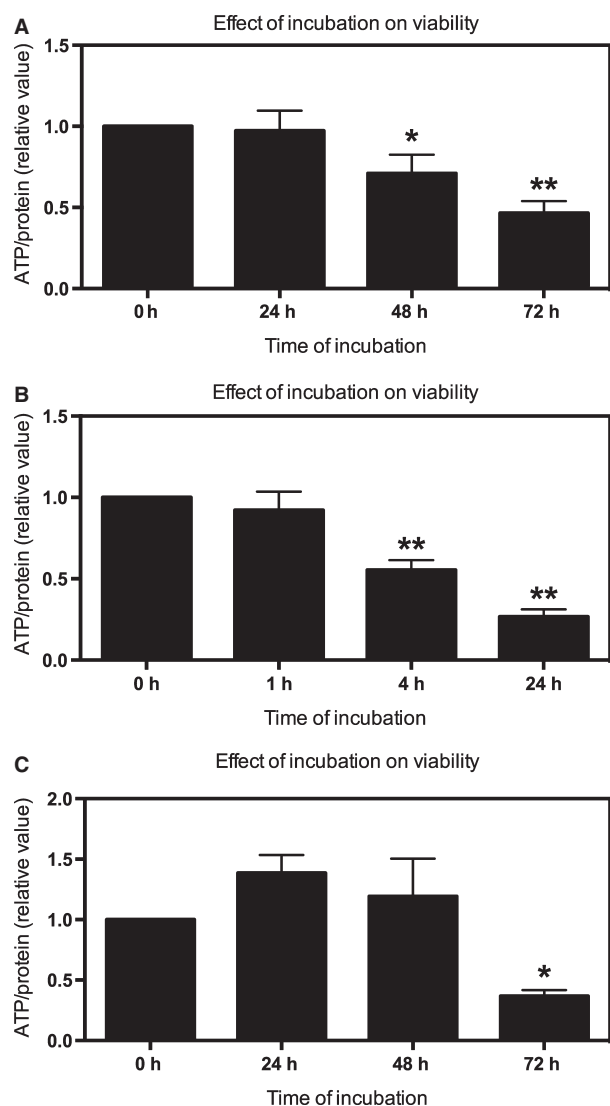 A
Effect of incubation on viability
ATP/protein (relative value)
1.5
1.0
0.5
0.0
*
**
0 h
24 h
48 h
72 h
Time of incubation
B
Effect of incubation on viability
ATP/protein (relative value)
1.5
1.0
0.5
0.0
**
**
0 h
1 h
4 h
24 h
Time of incubation
C
Effect of incubation on viability
ATP/protein (relative value)
2.0
1.5
1.0
0.5
0.0
*
0 h
24 h
48 h
72 h
Time of incubation